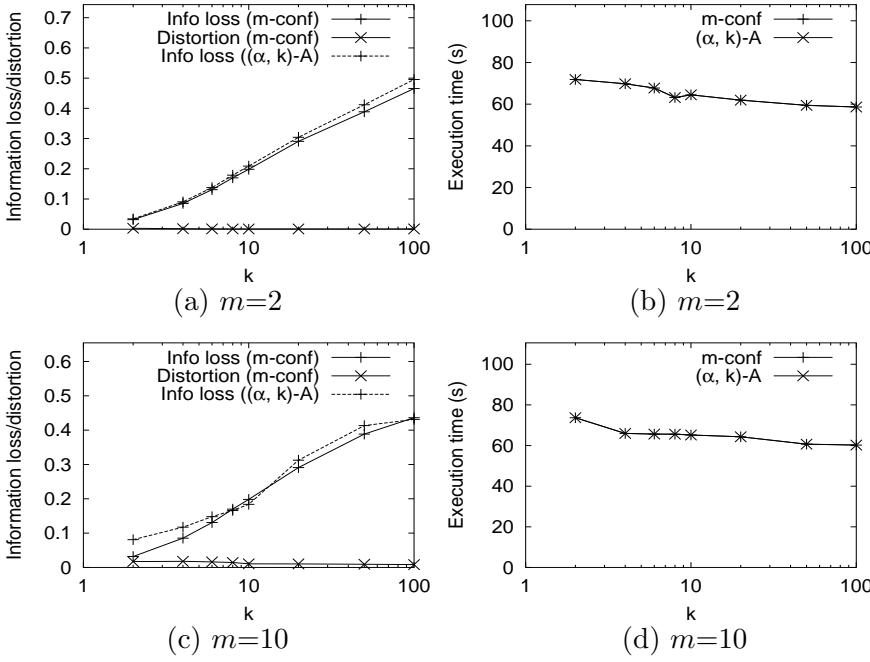 Information loss/distortion
0.7
0.6
0.5
0.4
0.3
0.2
0.1
0
1
10
100
k
Info loss (m-conf)
Distortion (m-conf)
Info loss ((α, k)-A)
(a) m=2
Execution time (s)
100
80
60
40
20
0
1
10
100
k
m-conf
(α, k)-A
(b) m=2
Information loss/distortion
0.6
0.5
0.4
0.3
0.2
0.1
0
1
10
100
k
Info loss (m-conf)
Distortion (m-conf)
Info loss ((α, k)-A)
(c) m=10
Execution time (s)
100
80
60
40
20
0
1
10
100
k
m-conf
(α, k)-A
(d) m=10